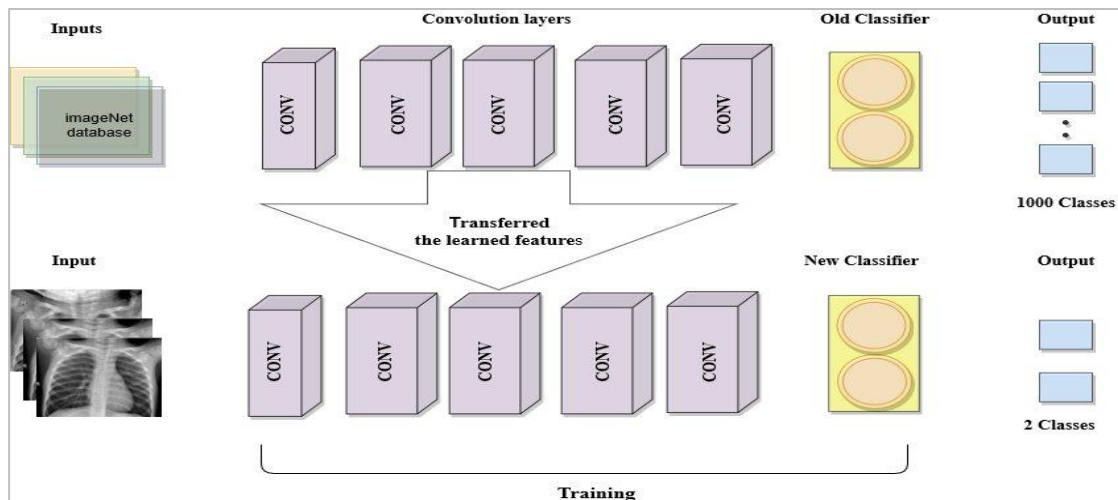 Inputs
Convolution layers
Old Classifier
Output
imageNet
database
CONV
CONV
CONV
CONV
CONV
1000 Classes
Transferred
the learned features
Input
New Classifier
Output
CONV
CONV
CONV
CONV
CONV
2 Classes
Training